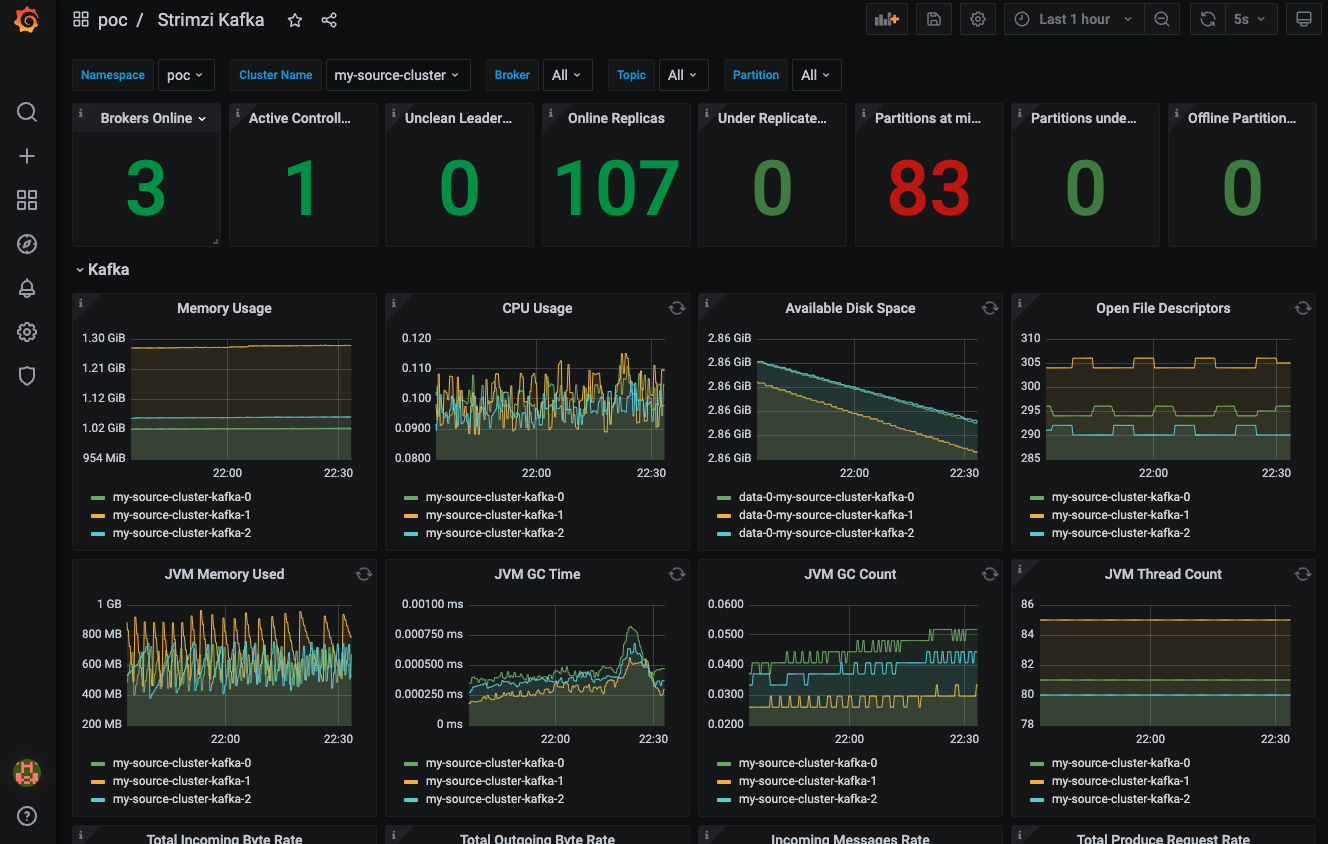 poc / Strimzi Kafka
Last 1 hour
5s
Namespace poc Cluster Name my-source-cluster Broker All Topic All Partition All
Brokers Online
3
Active Controll...
1
Unclean Leader...
0
Online Replicas
107
Under Replicate...
0
Partitions at mi...
83
Partitions unde...
0
Offline Partition...
0
Kafka
Memory Usage
1.30 GiB
1.21 GiB
1.12 GiB
1.02 GiB
954 MiB
22:00 22:30
my-source-cluster-kafka-0
my-source-cluster-kafka-1
my-source-cluster-kafka-2
CPU Usage
0.120
0.110
0.100
0.0900
0.0800
22:00 22:30
my-source-cluster-kafka-0
my-source-cluster-kafka-1
my-source-cluster-kafka-2
Available Disk Space
2.86 GiB
2.86 GiB
2.86 GiB
2.86 GiB
2.86 GiB
2.86 GiB
22:00 22:30
data-0-my-source-cluster-kafka-0
data-0-my-source-cluster-kafka-1
data-0-my-source-cluster-kafka-2
Open File Descriptors
310
305
300
295
290
285
22:00 22:30
my-source-cluster-kafka-0
my-source-cluster-kafka-1
my-source-cluster-kafka-2
JVM Memory Used
1 GB
800 MB
600 MB
400 MB
200 MB
22:00 22:30
my-source-cluster-kafka-0
my-source-cluster-kafka-1
my-source-cluster-kafka-2
JVM GC Time
0.00100 ms
0.000750 ms
0.000500 ms
0.000250 ms
0 ms
22:00 22:30
my-source-cluster-kafka-0
my-source-cluster-kafka-1
my-source-cluster-kafka-2
JVM GC Count
0.0600
0.0500
0.0400
0.0300
0.0200
22:00 22:30
my-source-cluster-kafka-0
my-source-cluster-kafka-1
my-source-cluster-kafka-2
JVM Thread Count
86
84
82
80
78
22:00 22:30
my-source-cluster-kafka-0
my-source-cluster-kafka-1
my-source-cluster-kafka-2
Total Incoming Byte Rate
Total Outgoing Byte Rate
Incoming Messages Rate
Total Produce Request Rate